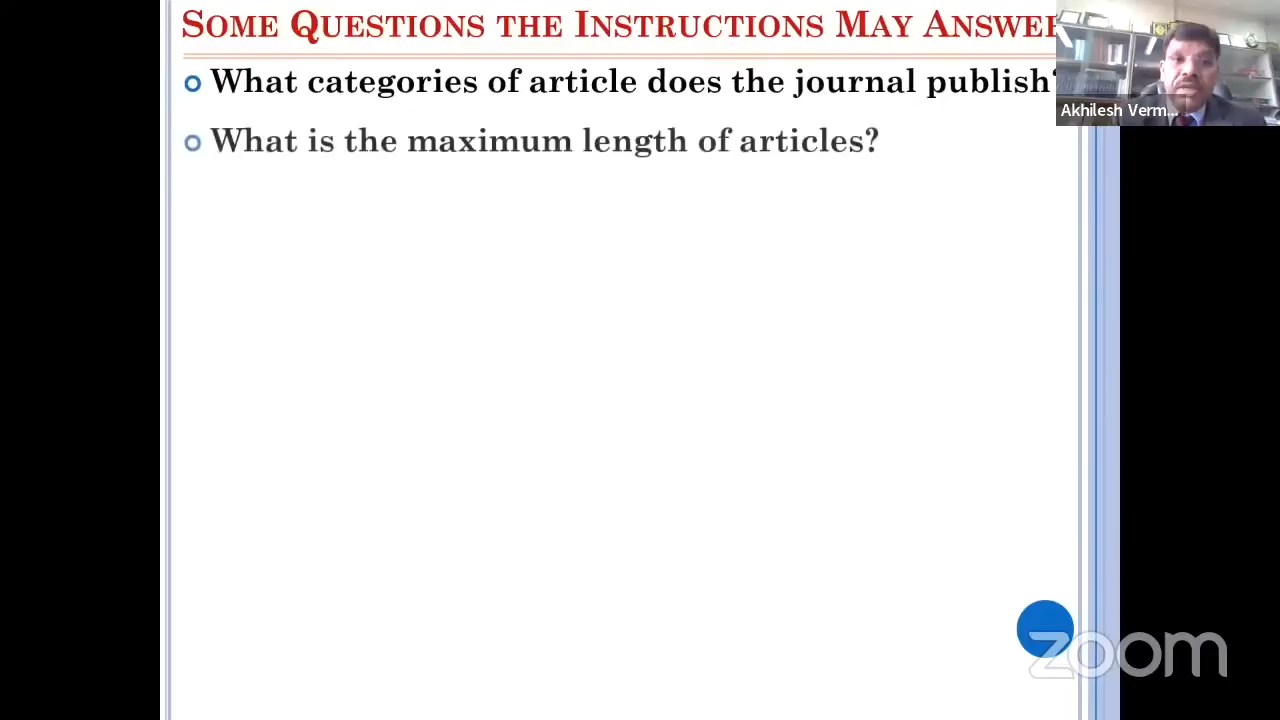 SOME QUESTIONS THE INSTRUCTIONS MAY ANSWER
What categories of article does the journal publish?
Akhilesh Verm...
What is the maximum length of articles?
zoom